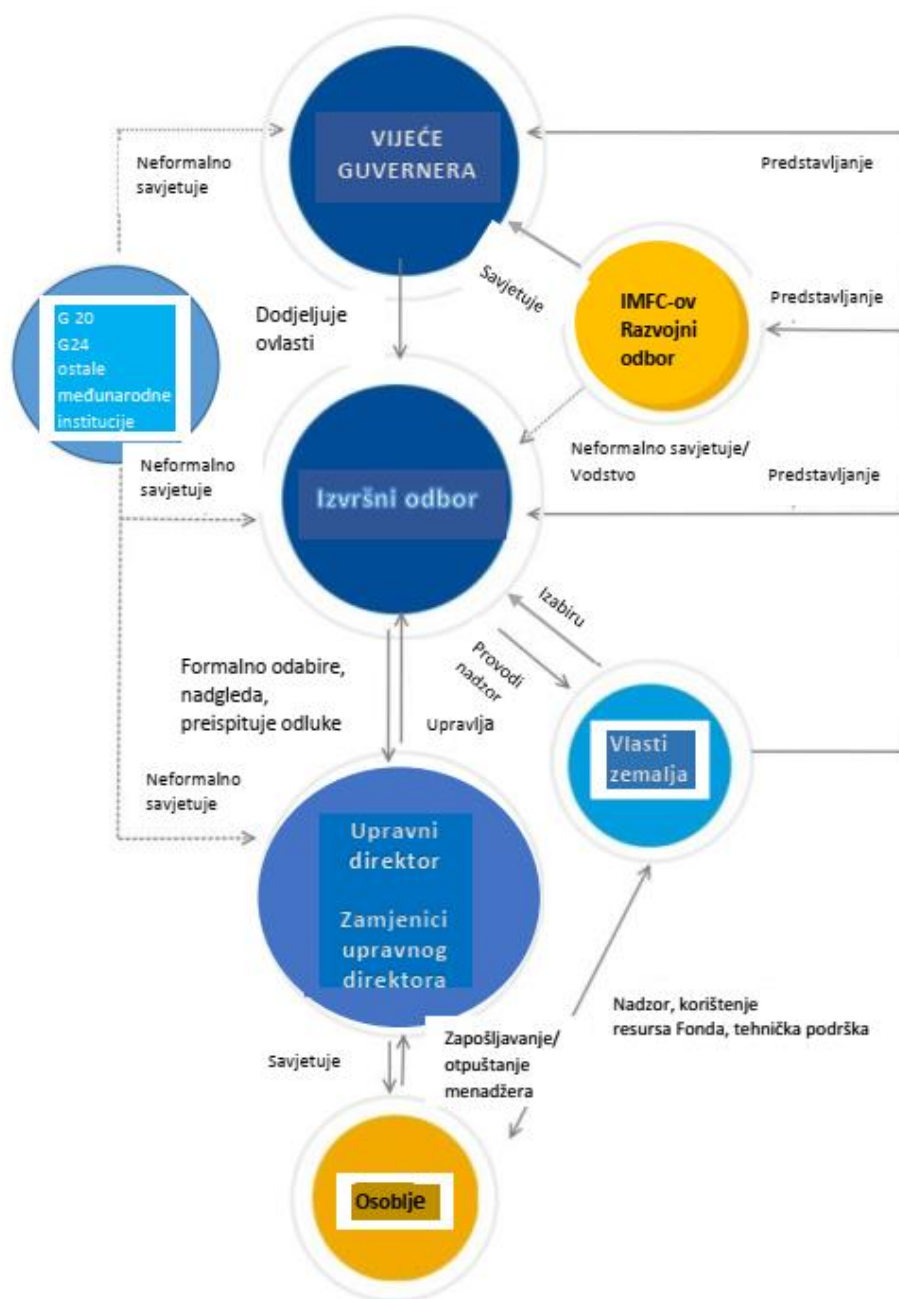 VIJEĆE
GUVERNERA
Neformalno
savjetuje
Predstavljanje
Savjetuje
IMFC-ov
Razvojni
odbor
Predstavljanje
G 20
G24
ostale
međunarodne
institucije
Dodjeljuje
ovlasti
Neformalno
savjetuje
Izvršni odbor
Neformalno savjetuje/
Vodstvo
Predstavljanje
Izabiru
Provodi
nadzor
Formalno odabire,
nadgleda,
preispituje odluke
Upravlja
Vlasti
zemalja
Neformalno
savjetuje
Upravni
direktor
Zamjenici
upravnog
direktora
Nadzor, korištenje
resursa Fonda, tehnička podrška
Savjetuje
Zapošljavanje/
otpuštanje
menadžera
Osoblje